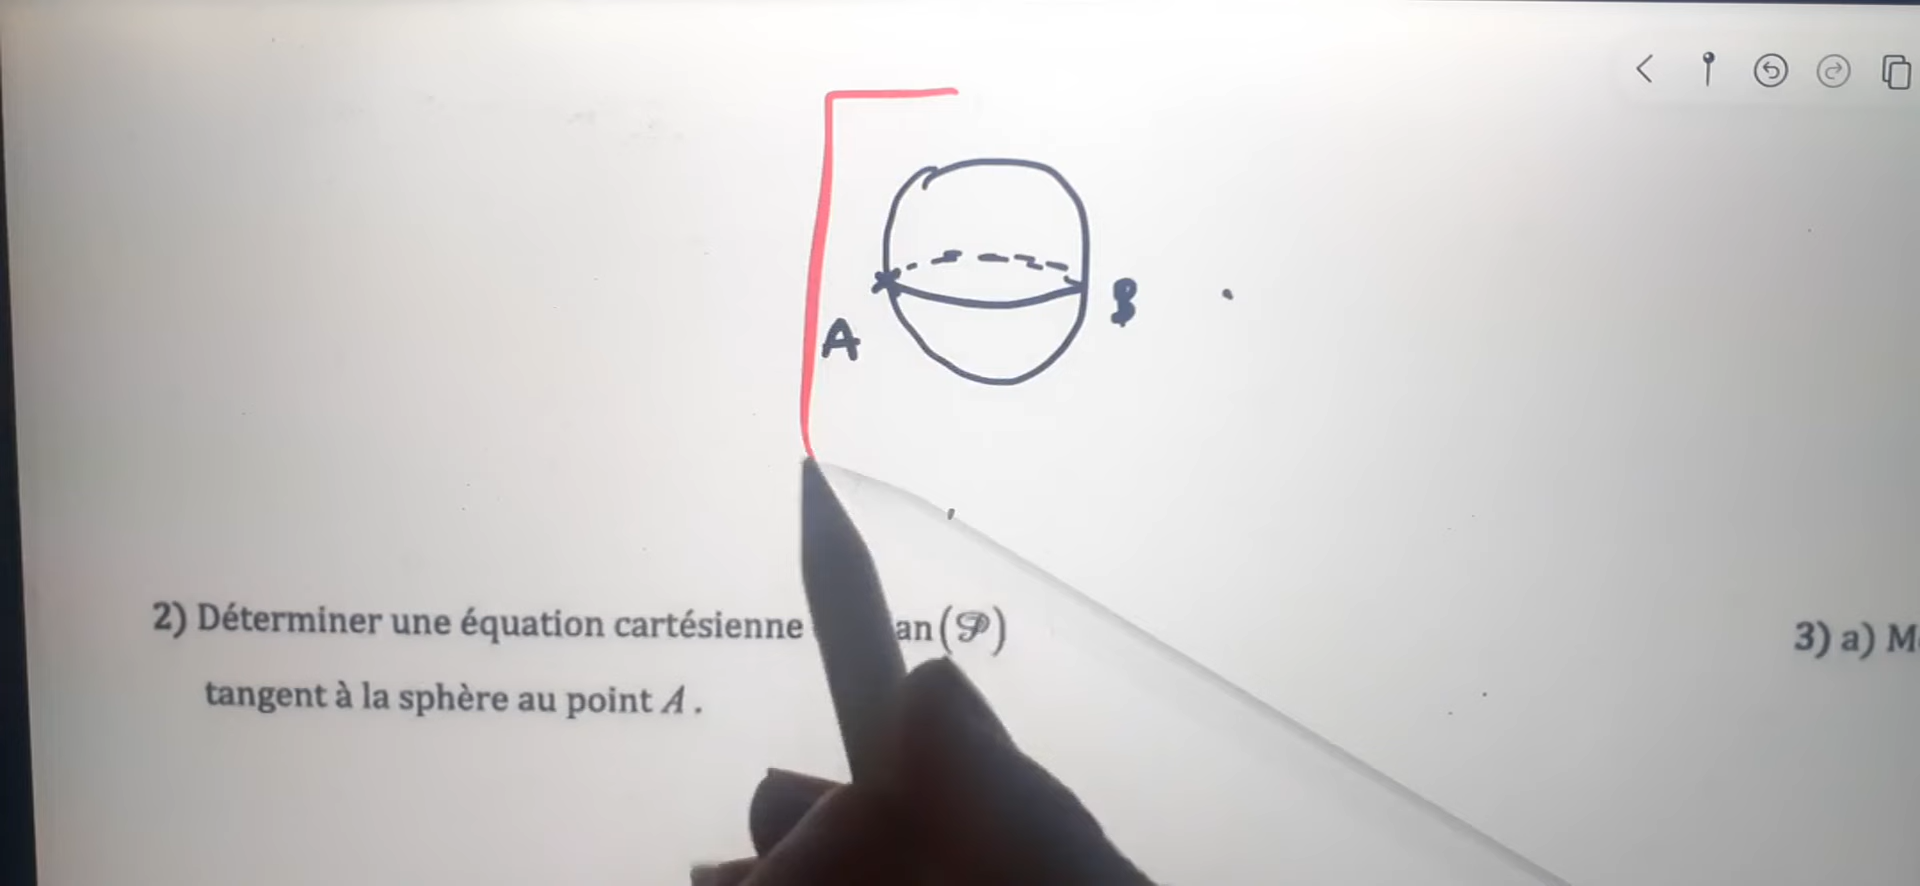 A
B
2) Déterminer une équation cartésienne an(𝒫)
tangent à la sphère au point A .
3) a) M